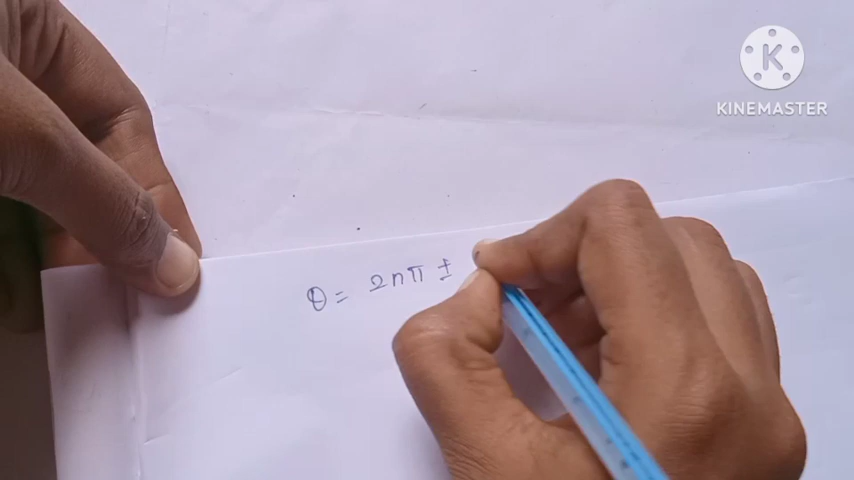 K
KINEMASTER
θ = 2nπ ±